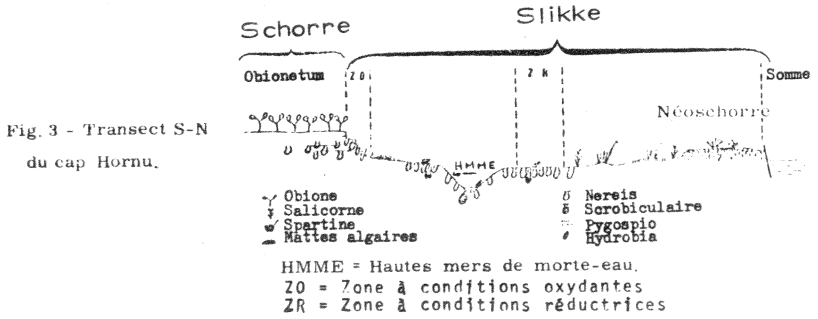 Schorre
Slikke
Obionetum
ZO
ZR
Somme
Néoschorre
Fig. 3 - Transect S-N
du cap Hornu.
HMME
Obione
Salicorne
Spartine
Mattes algaires
Nereis
Scrobiculaire
Pygospio
Hydrobia
HMME = Hautes mers de morte-eau.
ZO = Zone à conditions oxydantes
ZR = Zone à conditions réductrices